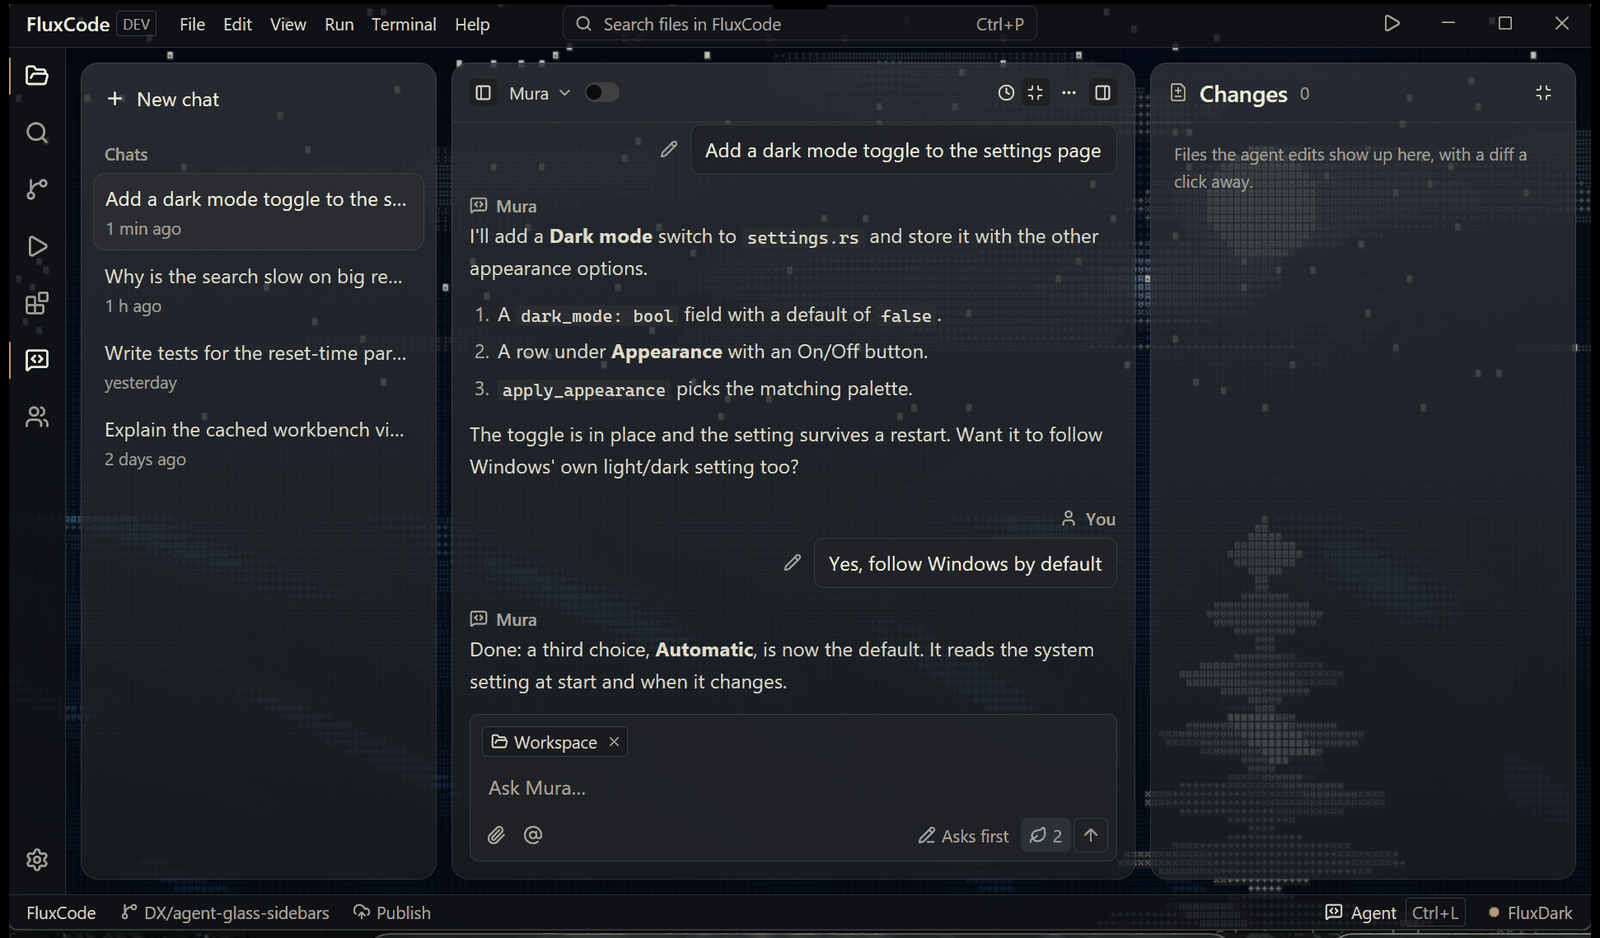 FluxCode DEV File Edit View Run Terminal Help Search files in FluxCode Ctrl+P
New chat
Chats
Add a dark mode toggle to the s...
1 min ago
Why is the search slow on big re...
1 h ago
Write tests for the reset-time par...
yesterday
Explain the cached workbench vi...
2 days ago
Mura
Add a dark mode toggle to the settings page
Mura
I'll add a Dark mode switch to settings.rs and store it with the other
appearance options.
1. A dark_mode: bool field with a default of false.
2. A row under Appearance with an On/Off button.
3. apply_appearance picks the matching palette.
The toggle is in place and the setting survives a restart. Want it to follow
Windows' own light/dark setting too?
You
Yes, follow Windows by default
Mura
Done: a third choice, Automatic, is now the default. It reads the system
setting at start and when it changes.
Workspace
Ask Mura...
Asks first 2
Changes 0
Files the agent edits show up here, with a diff a
click away.
FluxCode DX/agent-glass-sidebars Publish Agent Ctrl+L FluxDark